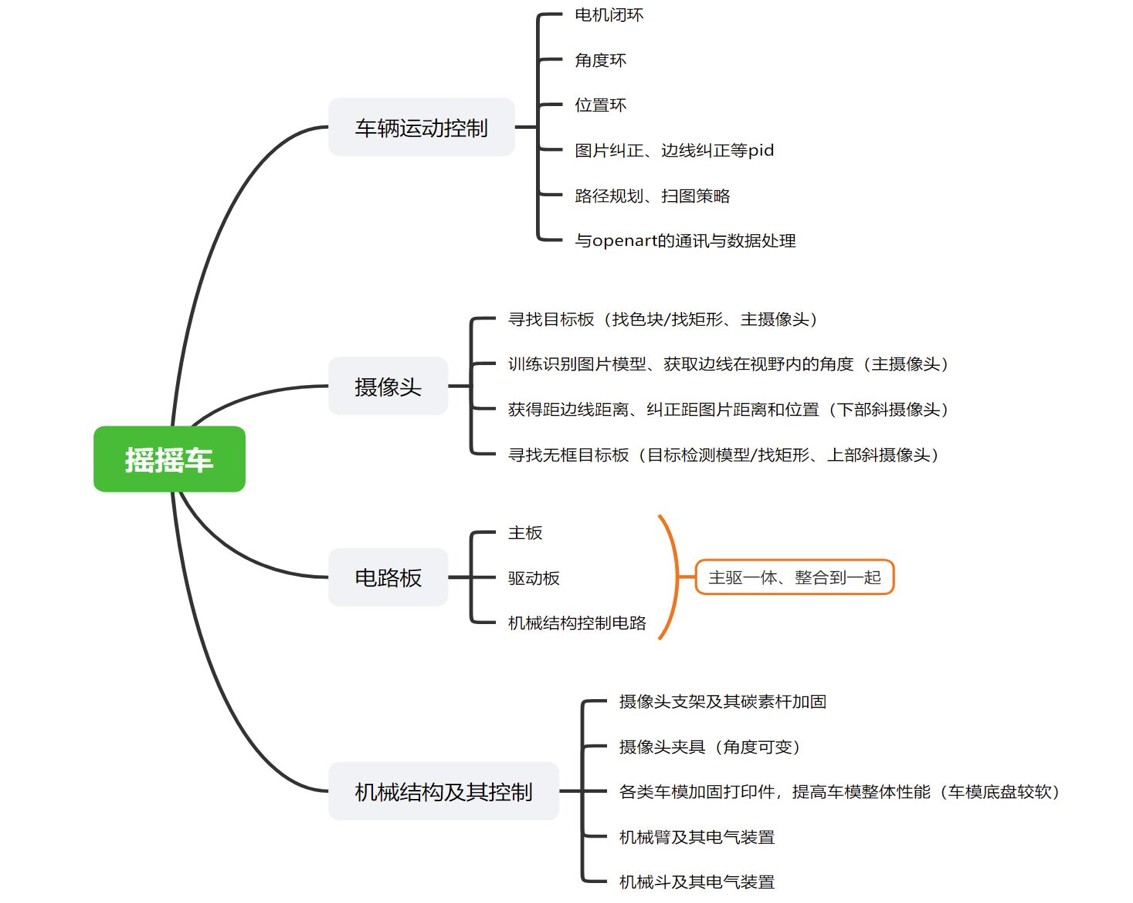 摇摇车
车辆运动控制
电机闭环
角度环
位置环
图片纠正、边线纠正等pid
路径规划、扫图策略
与openart的通讯与数据处理
摄像头
寻找目标板（找色块/找矩形、主摄像头）
训练识别图片模型、获取边线在视野内的角度（主摄像头）
获得距边线距离、纠正距图片距离和位置（下部斜摄像头）
寻找无框目标板（目标检测模型/找矩形、上部斜摄像头）
电路板
主板
驱动板
机械结构控制电路
主驱一体、整合到一起
机械结构及其控制
摄像头支架及其碳素杆加固
摄像头夹具（角度可变）
各类车模加固打印件，提高车模整体性能（车模底盘较软）
机械臂及其电气装置
机械斗及其电气装置